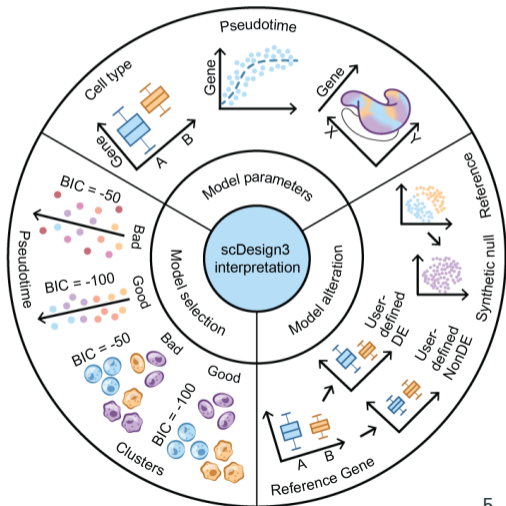 Pseudotime
Cell type
Gene
A
B
Gene
Gene
X
Y
Model parameters
scDesign3
interpretation
Model selection
Model alteration
BIC = -50
Bad
BIC = -100
Good
Pseudotime
BIC = -50
Bad
BIC = -100
Good
Clusters
Reference
Synthetic null
User-
defined
DE
User-
defined
NonDE
A
B
Reference Gene
5